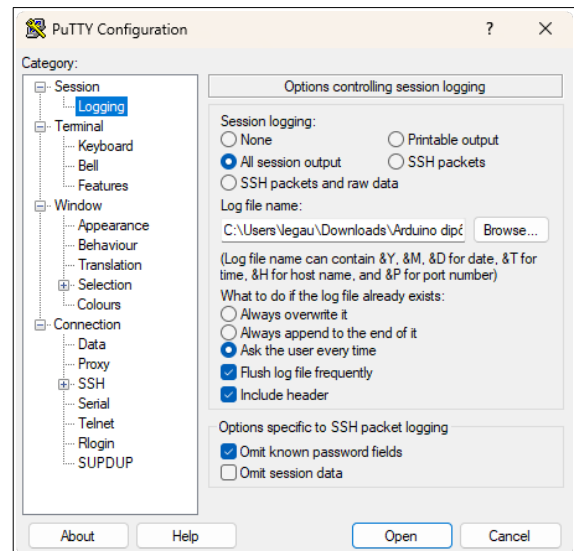 PuTTY Configuration
?
Category:
Session
Logging
Terminal
Keyboard
Bell
Features
Window
Appearance
Behaviour
Translation
Selection
Colours
Connection
Data
Proxy
SSH
Serial
Telnet
Rlogin
SUPDUP
Options controlling session logging
Session logging:
None
Printable output
All session output
SSH packets
SSH packets and raw data
Log file name:
C:\Users\legau\Downloads\Arduino
Browse...
(Log file name can contain &Y, &M, &D for date, &T for
time, &H for host name, and &P for port number)
What to do if the log file already exists:
Always overwrite it
Always append to the end of it
Ask the user every time
Flush log file frequently
Include header
Options specific to SSH packet logging
Omit known password fields
Omit session data
About
Help
Open
Cancel